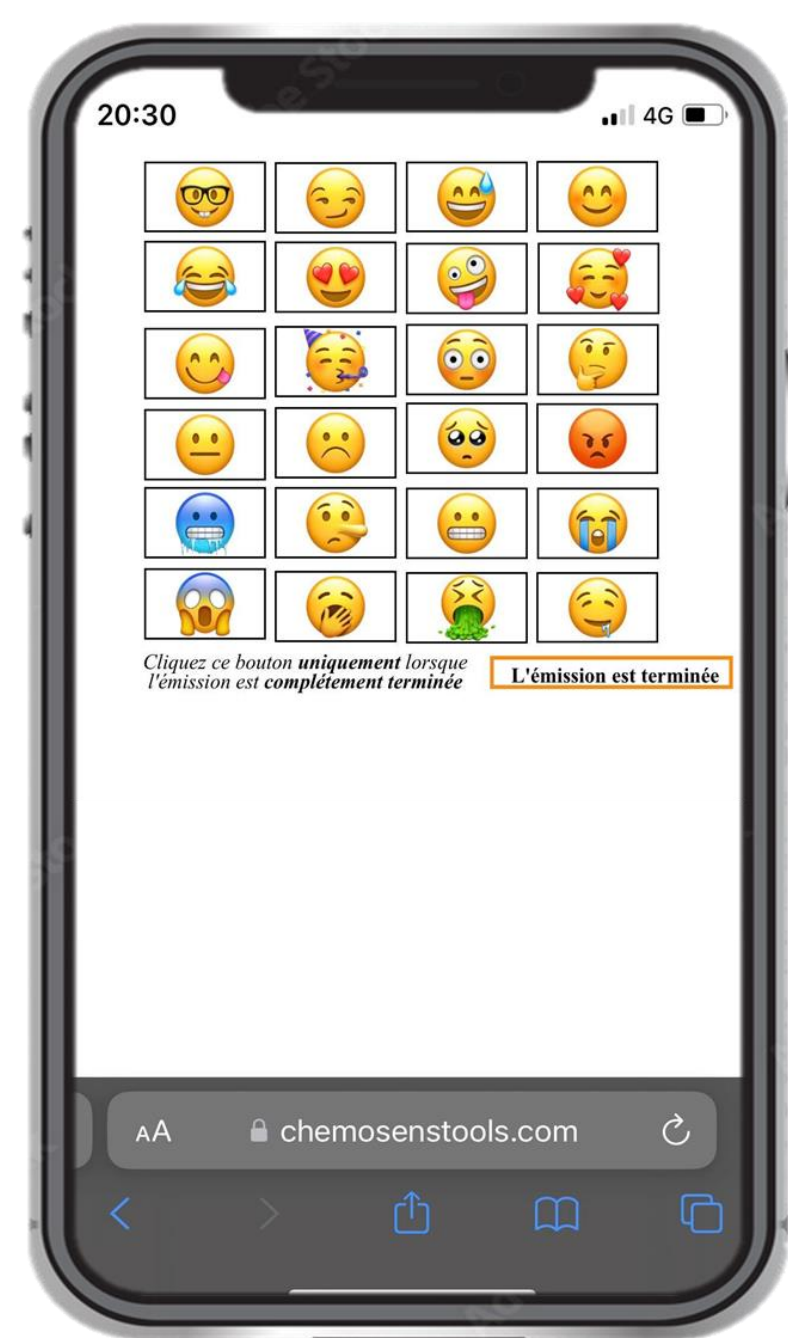 20:30 4G
Cliquez ce bouton uniquement lorsque
l'émission est complétement terminée
L'émission est terminée
AA chemosenstools.com